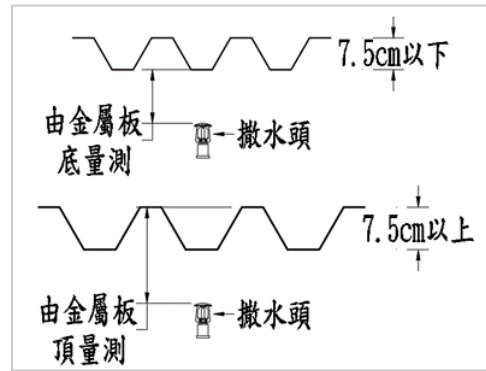 7.5cm以下
由金屬板
底量測
撒水頭
7.5cm以上
由金屬板
頂量測
撒水頭